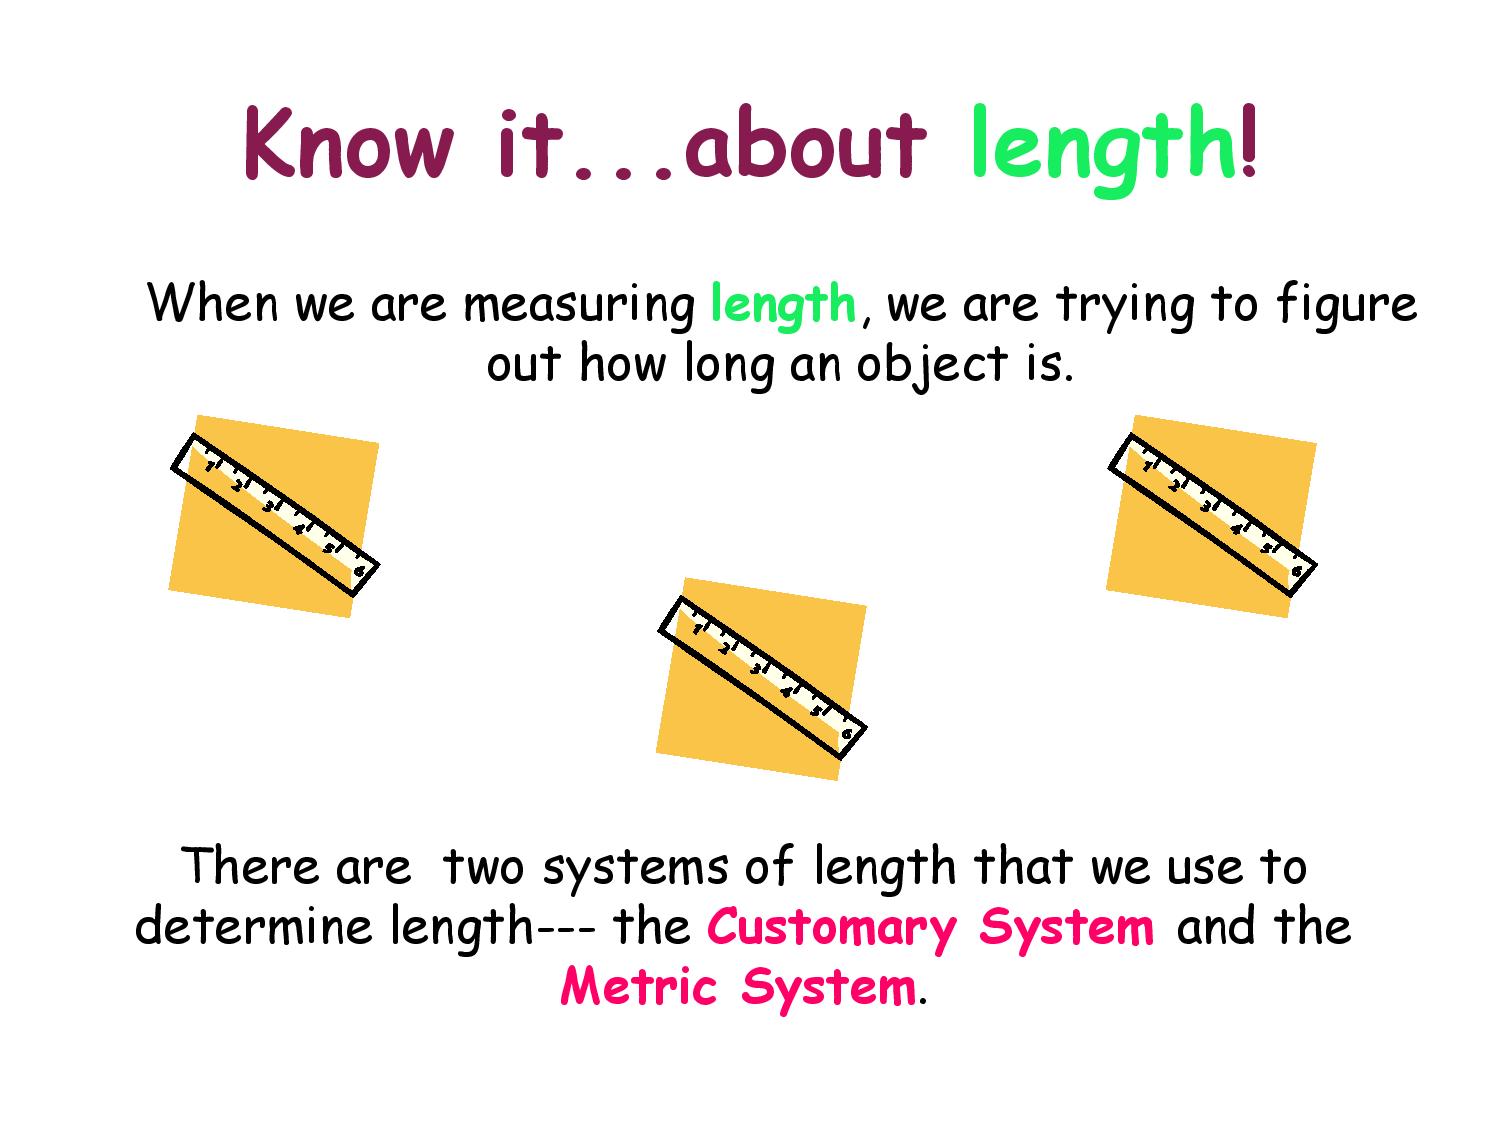 Know it...about length!
When we are measuring length, we are trying to figure
out how long an object is.
1 2 3 4 5 6
1 2 3 4 5 6
1 2 3 4 5 6
There are  two systems of length that we use to
determine length--- the Customary System and the
Metric System.